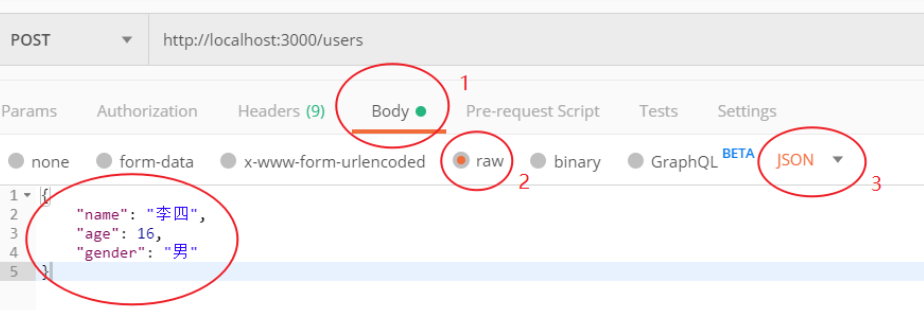 POST http://localhost:3000/users
1
Params Authorization Headers (9) Body Pre-request Script Tests Settings
none form-data x-www-form-urlencoded raw binary GraphQL BETA JSON
2 3
1 {
2 "name": "李四",
3 "age": 16,
4 "gender": "男"
5 }